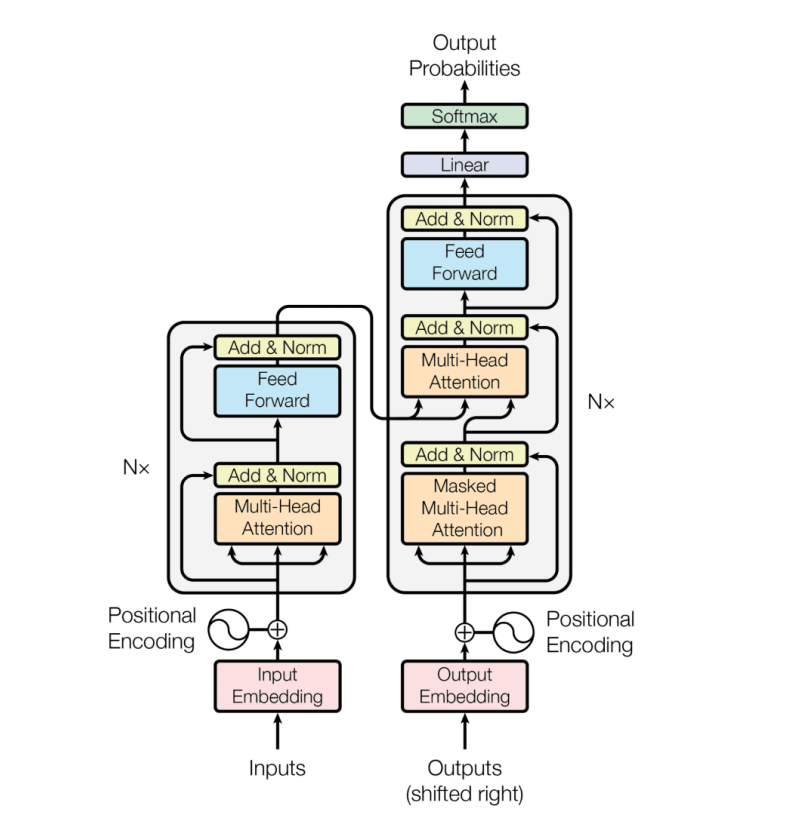 Output
Probabilities
Softmax
Linear
Add & Norm
Feed
Forward
Add & Norm
Multi-Head
Attention
Add & Norm
Masked
Multi-Head
Attention
N×
Add & Norm
Feed
Forward
Add & Norm
Multi-Head
Attention
N×
Positional
Encoding
Positional
Encoding
Input
Embedding
Output
Embedding
Inputs
Outputs
(shifted right)